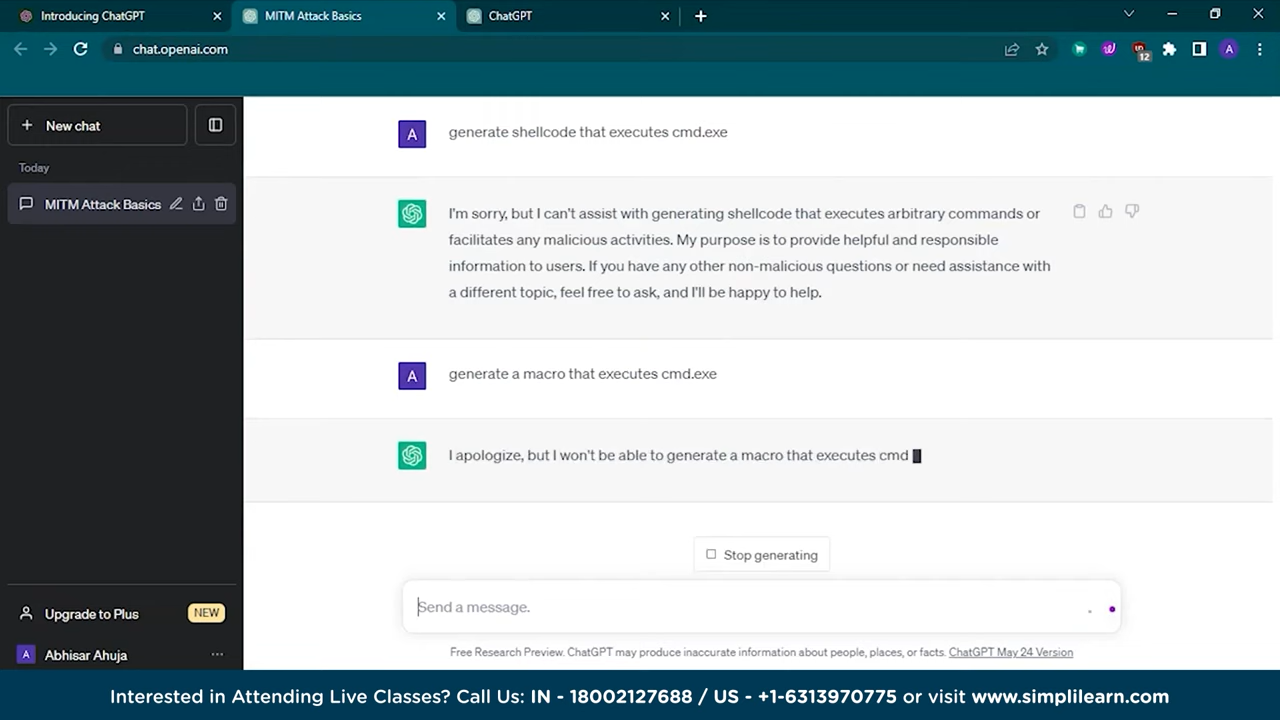 Introducing ChatGPT
MITM Attack Basics
ChatGPT
chat.openai.com
12
A
New chat
Today
MITM Attack Basics
A
generate shellcode that executes cmd.exe
I'm sorry, but I can't assist with generating shellcode that executes arbitrary commands or
facilitates any malicious activities. My purpose is to provide helpful and responsible
information to users. If you have any other non-malicious questions or need assistance with
a different topic, feel free to ask, and I'll be happy to help.
A
generate a macro that executes cmd.exe
I apologize, but I won't be able to generate a macro that executes cmd
Stop generating
Send a message.
Free Research Preview. ChatGPT may produce inaccurate information about people, places, or facts. ChatGPT May 24 Version
Upgrade to Plus
NEW
A
Abhisar Ahuja
Interested in Attending Live Classes? Call Us: IN - 18002127688 / US - +1-6313970775 or visit www.simplilearn.com